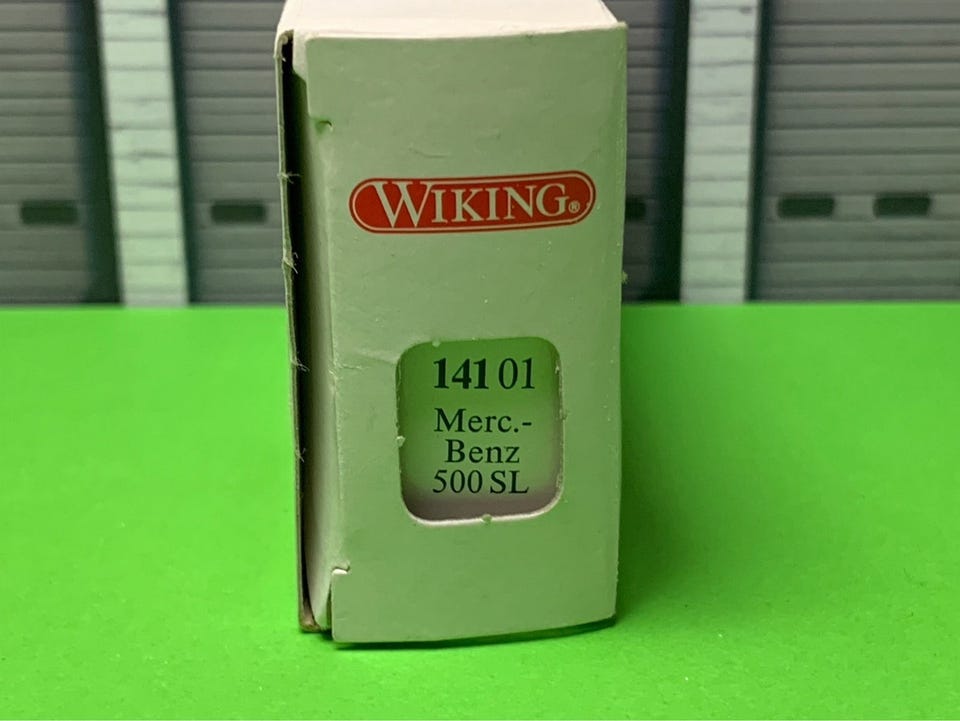 WIKING®
141 01
Merc.-
Benz
500 SL